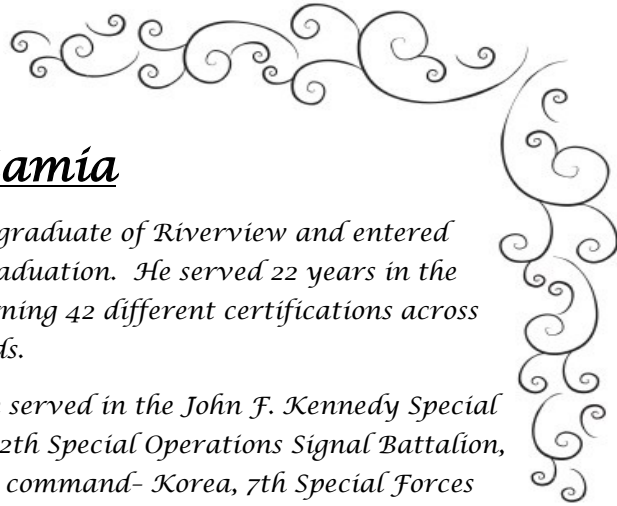 amia
graduate of Riverview and entered
aduation. He served 22 years in the
ning 42 different certifications across
ds.
served in the John F. Kennedy Special
2th Special Operations Signal Battalion,
command– Korea, 7th Special Forces